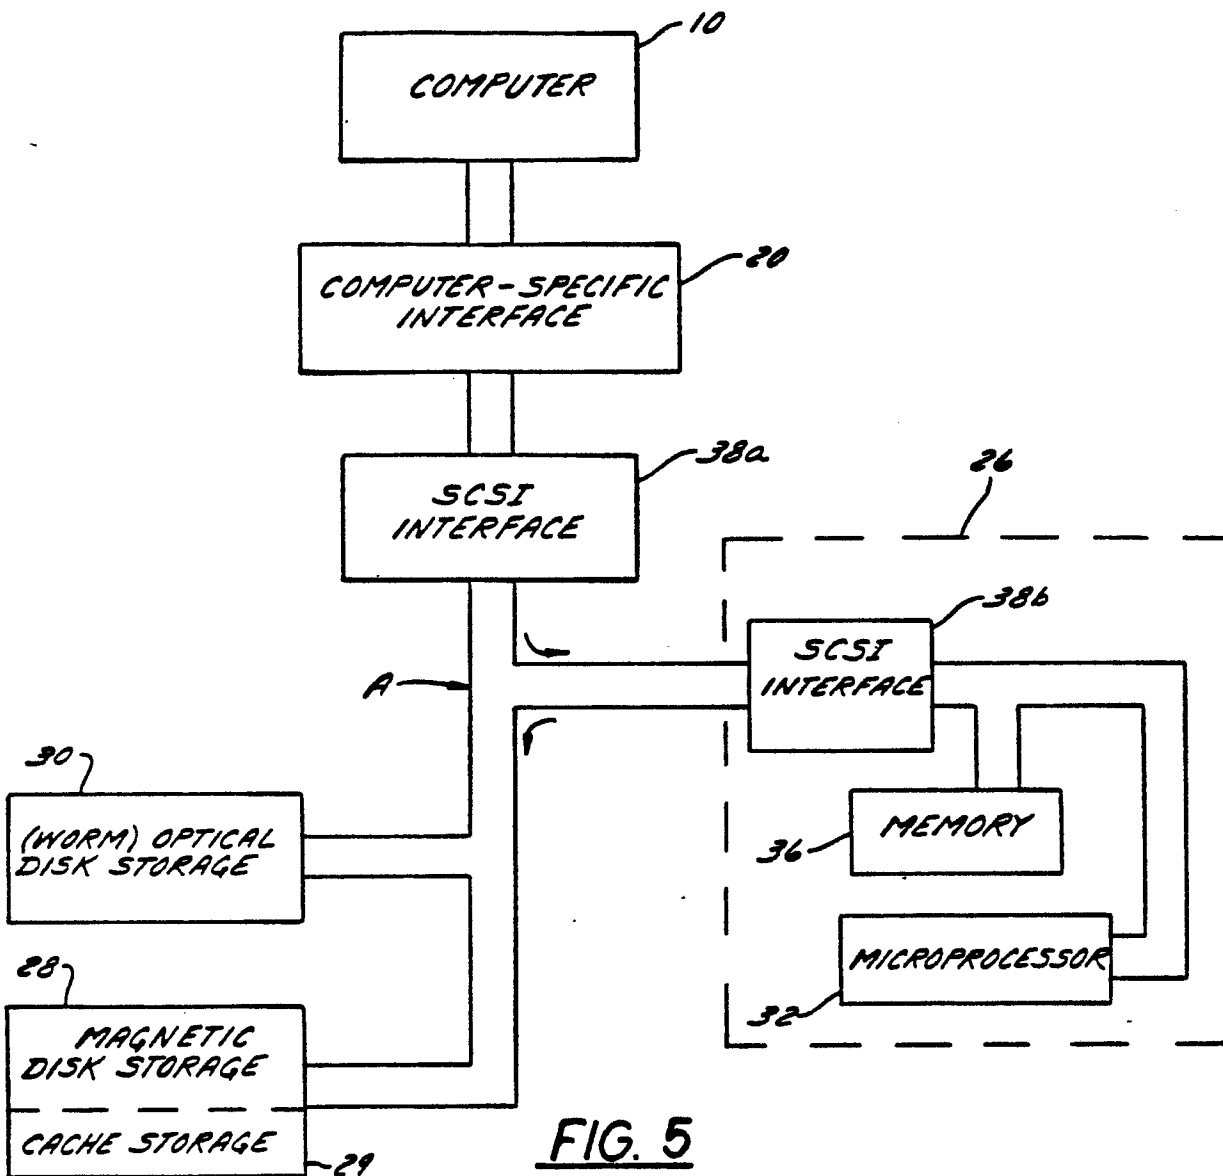 10
COMPUTER
20
COMPUTER-SPECIFIC
INTERFACE
38a
SCSI
INTERFACE
26
38b
SCSI
INTERFACE
A
30
(WORM) OPTICAL
DISK STORAGE
MEMORY
36
28
MICROPROCESSOR
32
MAGNETIC
DISK STORAGE
CACHE STORAGE
29
FIG. 5